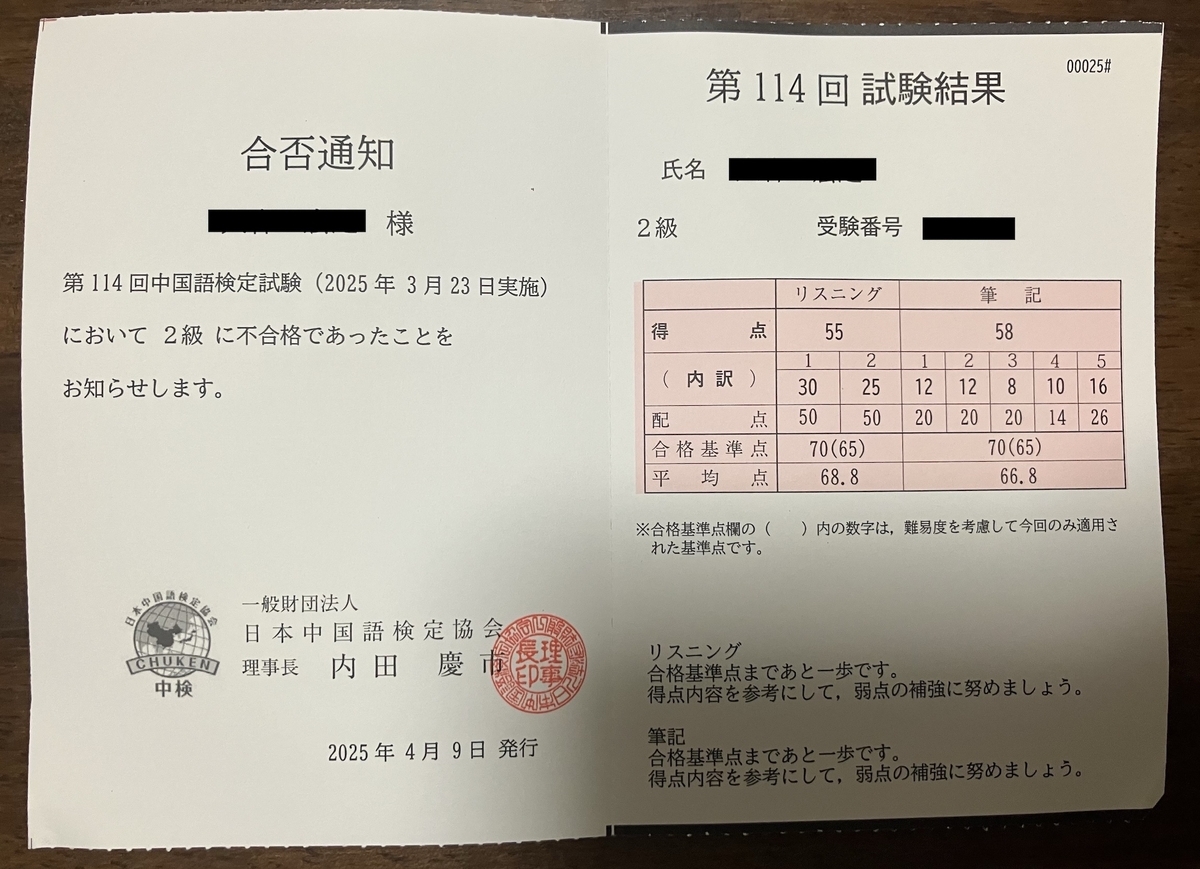 合否通知
様
第114回中国語検定試験（2025年 3月23日実施）
において 2級 に不合格であったことを
お知らせします。
日本中国語検定協会
CHUKEN
中検
一般財団法人
日本中国語検定協会
理事長 内田 慶市
理事長印
2025年 4月 9日 発行
00025#
第114回 試験結果
氏名
2級 受験番号
リスニング 筆記
得点 55 58
（内訳） 1 2 1 2 3 4 5
30 25 12 12 8 10 16
配点 50 50 20 20 20 14 26
合格基準点 70(65) 70(65)
平均点 68.8 66.8
※合格基準点欄の（ ）内の数字は，難易度を考慮して今回のみ適用さ
れた基準点です。
リスニング
合格基準点まであと一歩です。
得点内容を参考にして，弱点の補強に努めましょう。
筆記
合格基準点まであと一歩です。
得点内容を参考にして，弱点の補強に努めましょう。